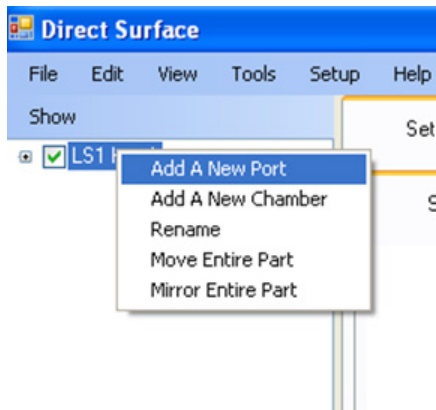 Direct Surface
File Edit View Tools Setup Help
Show
Set
LS1
Add A New Port
Add A New Chamber
Rename
Move Entire Part
Mirror Entire Part